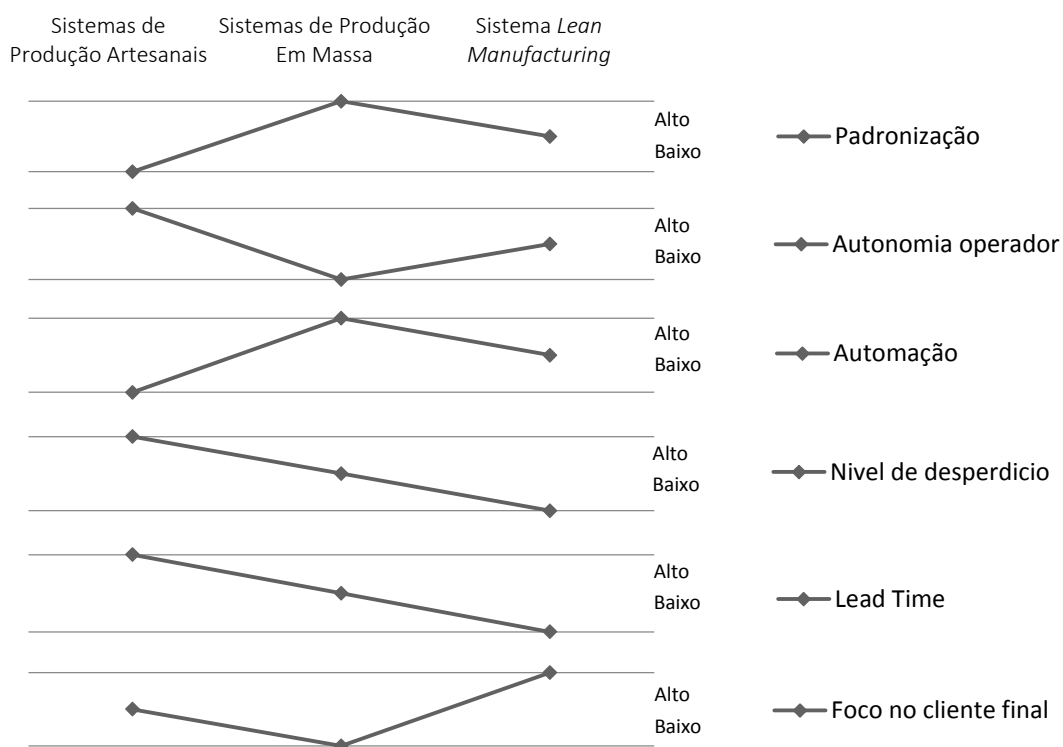 Sistemas de
Produção Artesanais
Sistemas de Produção
Em Massa
Sistema Lean
Manufacturing
Alto
Baixo
Padronização
Alto
Baixo
Autonomia operador
Alto
Baixo
Automação
Alto
Baixo
Nivel de desperdicio
Alto
Baixo
Lead Time
Alto
Baixo
Foco no cliente final